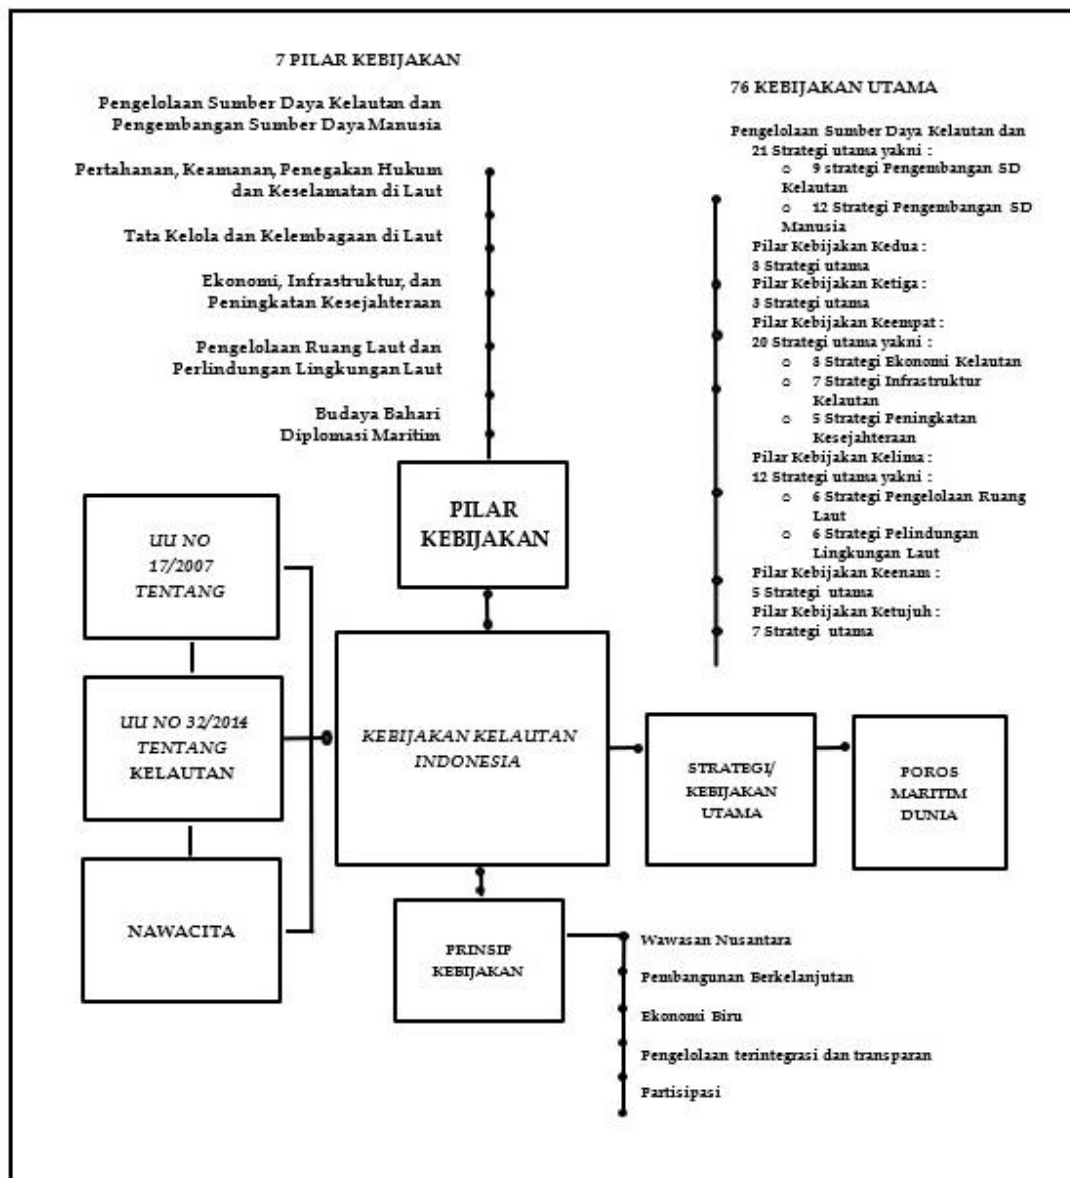 7 PILAR KEBIJAKAN
Pengelolaan Sumber Daya Kelautan dan
Pengembangan Sumber Daya Manusia
Pertahanan, Keamanan, Penegakan Hukum
dan Keselamatan di Laut
Tata Kelola dan Kelembagaan di Laut
Ekonomi, Infrastruktur, dan
Peningkatan Kesejahteraan
Pengelolaan Ruang Laut dan
Perlindungan Lingkungan Laut
Budaya Bahari
Diplomasi Maritim
76 KEBIJAKAN UTAMA
Pengelolaan Sumber Daya Kelautan dan
21 Strategi utama yakni :
o 9 strategi Pengembangan SD
Kelautan
o 12 Strategi Pengembangan SD
Manusia
Pilar Kebijakan Kedua :
8 Strategi utama
Pilar Kebijakan Ketiga :
3 Strategi utama
Pilar Kebijakan Keempat :
20 Strategi utama yakni :
o 8 Strategi Ekonomi Kelautan
o 7 Strategi Infrastruktur
Kelautan
o 5 Strategi Peningkatan
Kesejahteraan
Pilar Kebijakan Kelima :
12 Strategi utama yakni :
o 6 Strategi Pengelolaan Ruang
Laut
o 6 Strategi Pelindungan
Lingkungan Laut
Pilar Kebijakan Keenam :
5 Strategi utama
Pilar Kebijakan Ketujuh :
7 Strategi utama
PILAR
KEBIJAKAN
UU NO
17/2007
TENTANG
UU NO 32/2014
TENTANG
KELAUTAN
NAWACITA
KEBIJAKAN KELAUTAN
INDONESIA
STRATEGI/
KEBIJAKAN
UTAMA
POROS
MARITIM
DUNIA
PRINSIP
KEBIJAKAN
Wawasan Nusantara
Pembangunan Berkelanjutan
Ekonomi Biru
Pengelolaan terintegrasi dan transparan
Partisipasi